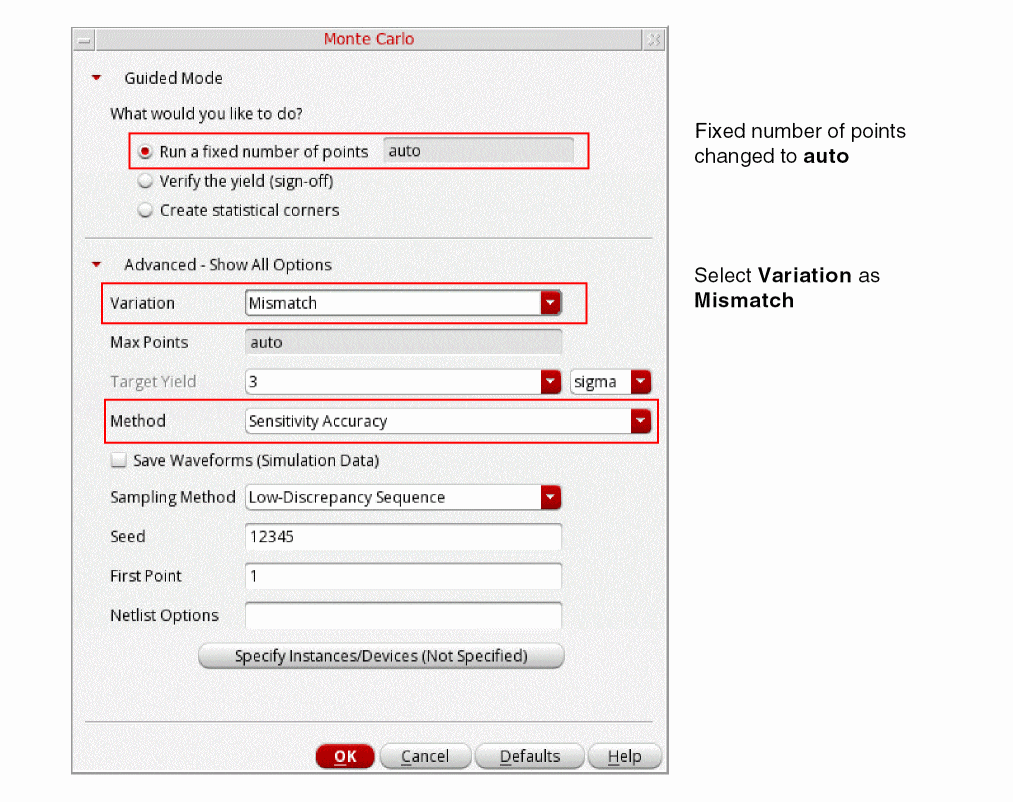 Monte Carlo
Guided Mode
What would you like to do?
Run a fixed number of points auto
Verify the yield (sign-off)
Create statistical corners
Fixed number of points
changed to auto
Advanced - Show All Options
Variation Mismatch
Select Variation as
Mismatch
Max Points auto
Target Yield 3 sigma
Method Sensitivity Accuracy
Save Waveforms (Simulation Data)
Sampling Method Low-Discrepancy Sequence
Seed 12345
First Point 1
Netlist Options
Specify Instances/Devices (Not Specified)
OK Cancel Defaults Help